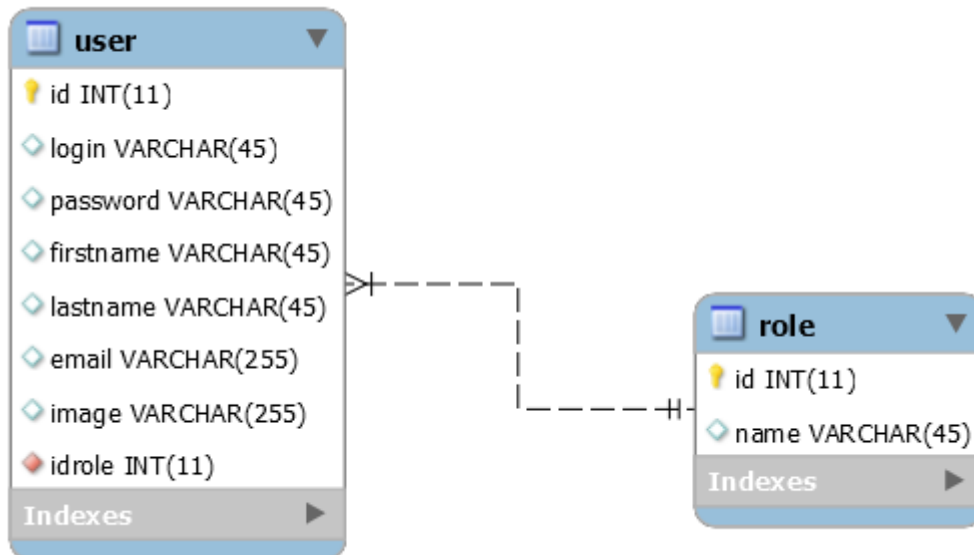 user
id INT(11)
login VARCHAR(45)
password VARCHAR(45)
firstname VARCHAR(45)
lastname VARCHAR(45)
email VARCHAR(255)
image VARCHAR(255)
idrole INT(11)
Indexes
role
id INT(11)
name VARCHAR(45)
Indexes